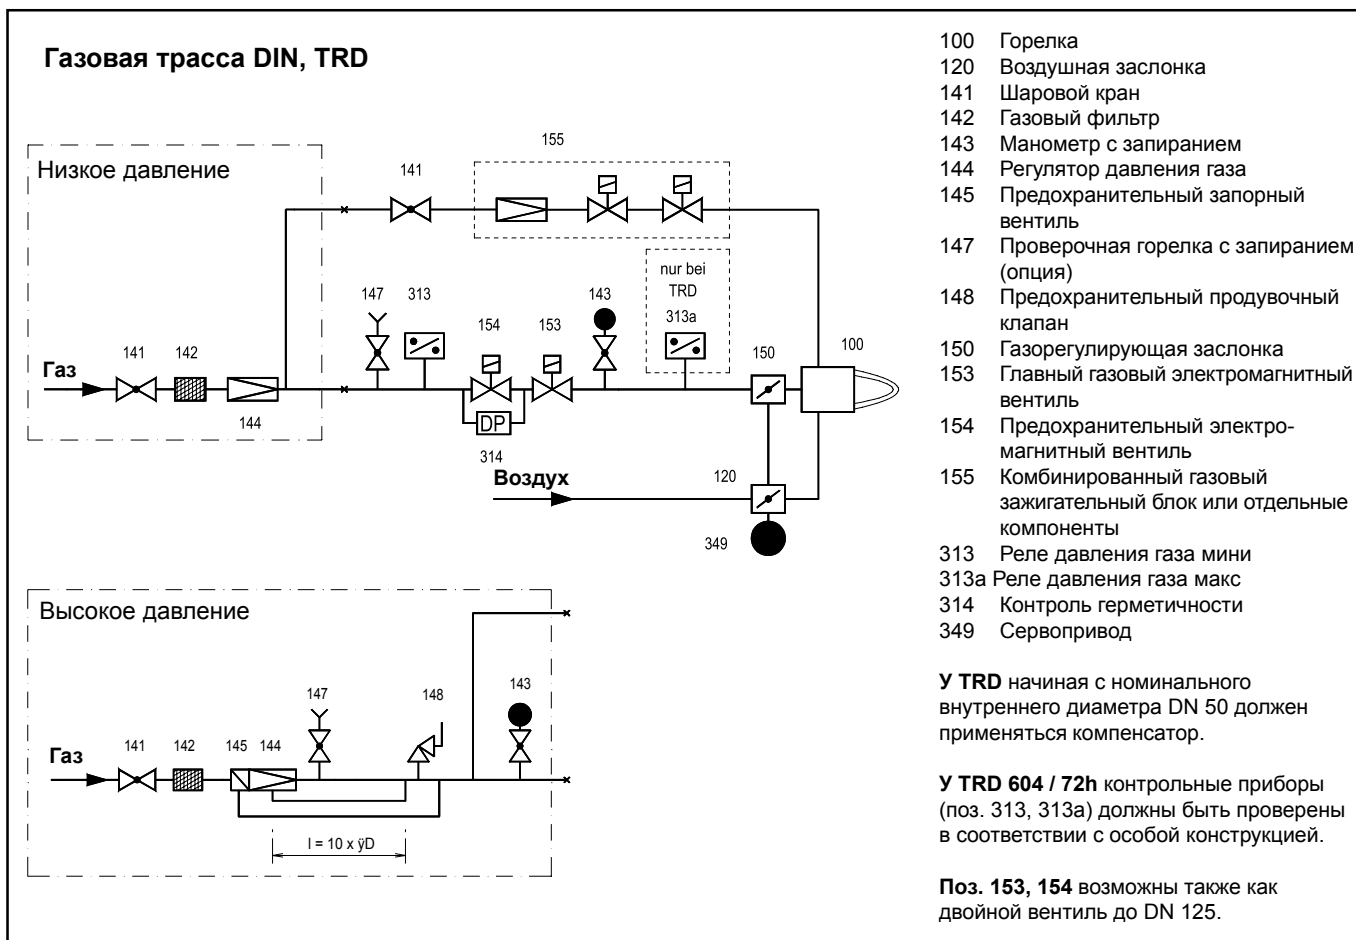 Газовая трасса DIN, TRD
Низкое давление
155
141
nur bei
TRD
147
313
154
153
143
313a
150
100
Газ
141
142
144
DP
314
Воздух
120
349
Высокое давление
147
148
143
Газ
141
142
145
144
l = 10 x ÿD
100 Горелка
120 Воздушная заслонка
141 Шаровой кран
142 Газовый фильтр
143 Манометр с запиранием
144 Регулятор давления газа
145 Предохранительный запорный
вентиль
147 Проверочная горелка с запиранием
(опция)
148 Предохранительный продувочный
клапан
150 Газорегулирующая заслонка
153 Главный газовый электромагнитный
вентиль
154 Предохранительный электро-
магнитный вентиль
155 Комбинированный газовый
зажигательный блок или отдельные
компоненты
313 Реле давления газа мини
313a Реле давления газа макс
314 Контроль герметичности
349 Сервопривод
У TRD начиная с номинального
внутреннего диаметра DN 50 должен
применяться компенсатор.
У TRD 604 / 72h контрольные приборы
(поз. 313, 313a) должны быть проверены
в соответствии с особой конструкцией.
Поз. 153, 154 возможны также как
двойной вентиль до DN 125.